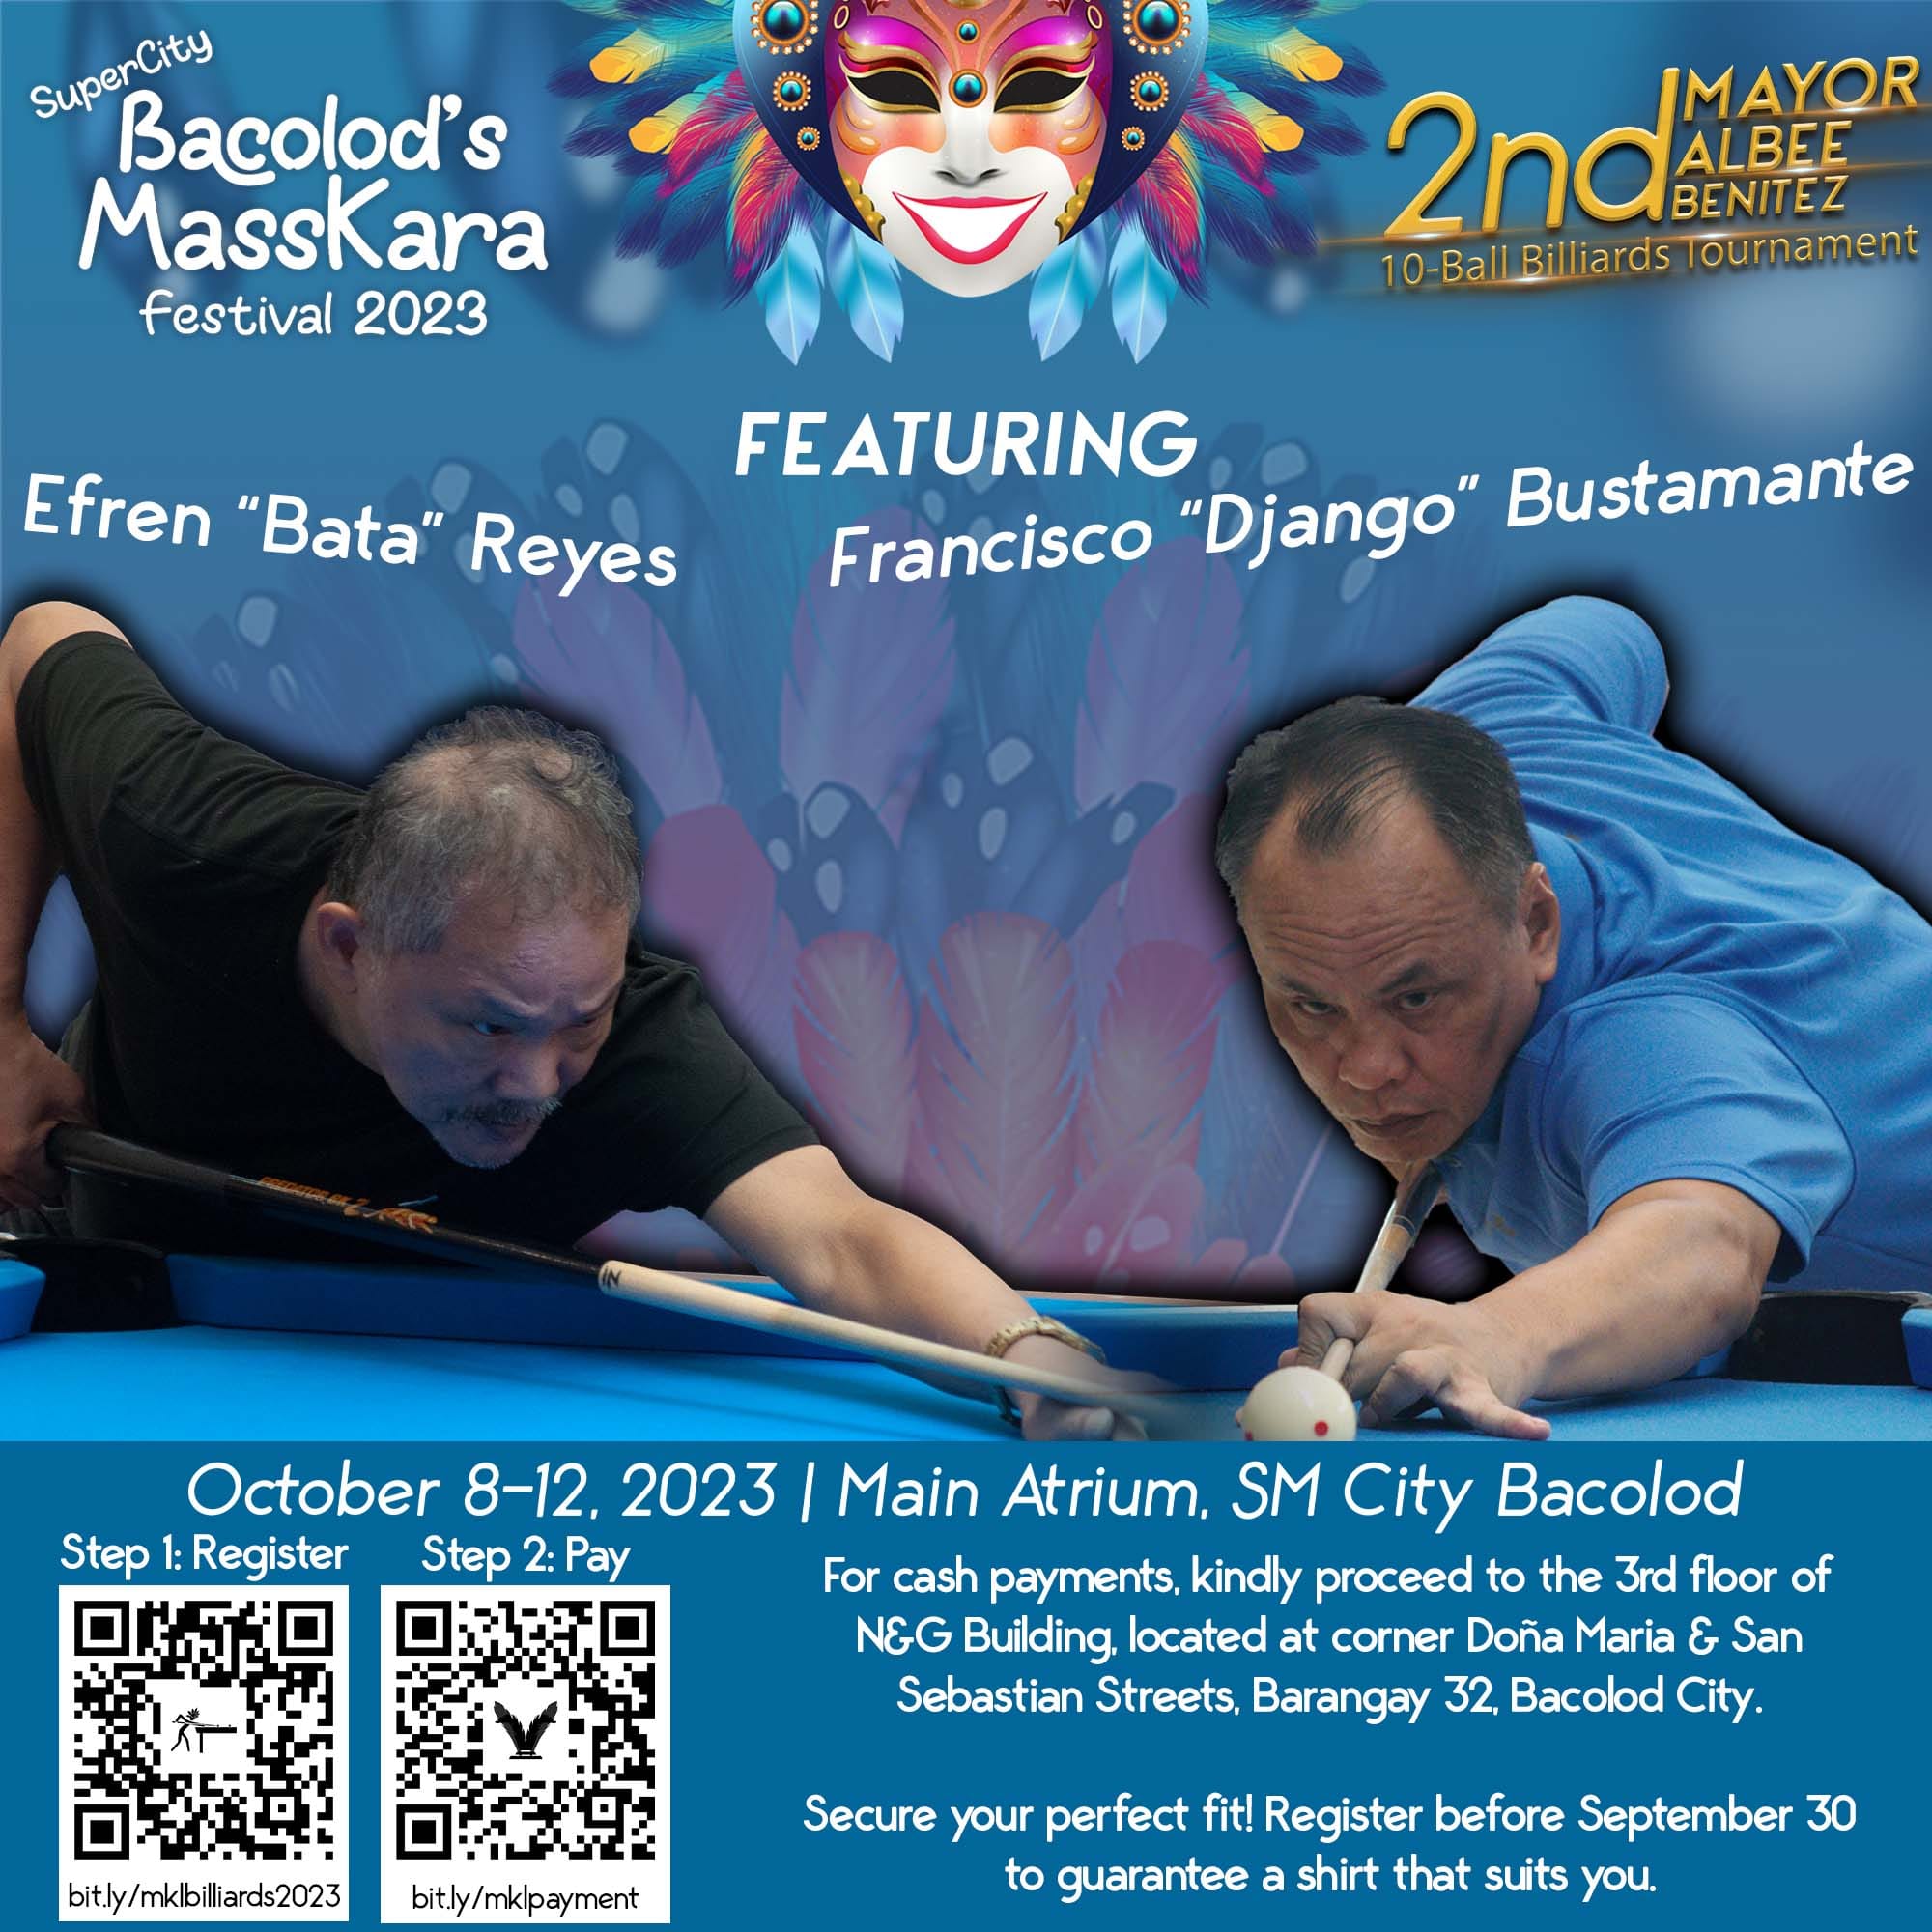 SuperCity
Bacolod's
MassKara
festival 2023
2nd MAYOR
ALBEE
BENITEZ
10-Ball Billiards Tournament
FEATURING
Efren "Bata" Reyes
Francisco "Django" Bustamante
October 8-12, 2023 | Main Atrium, SM City Bacolod
Step 1: Register
Step 2: Pay
bit.ly/mklbilliards2023
bit.ly/mklpayment
For cash payments, kindly proceed to the 3rd floor of
N&G Building, located at corner Doña Maria & San
Sebastian Streets, Barangay 32, Bacolod City.
Secure your perfect fit! Register before September 30
to guarantee a shirt that suits you.